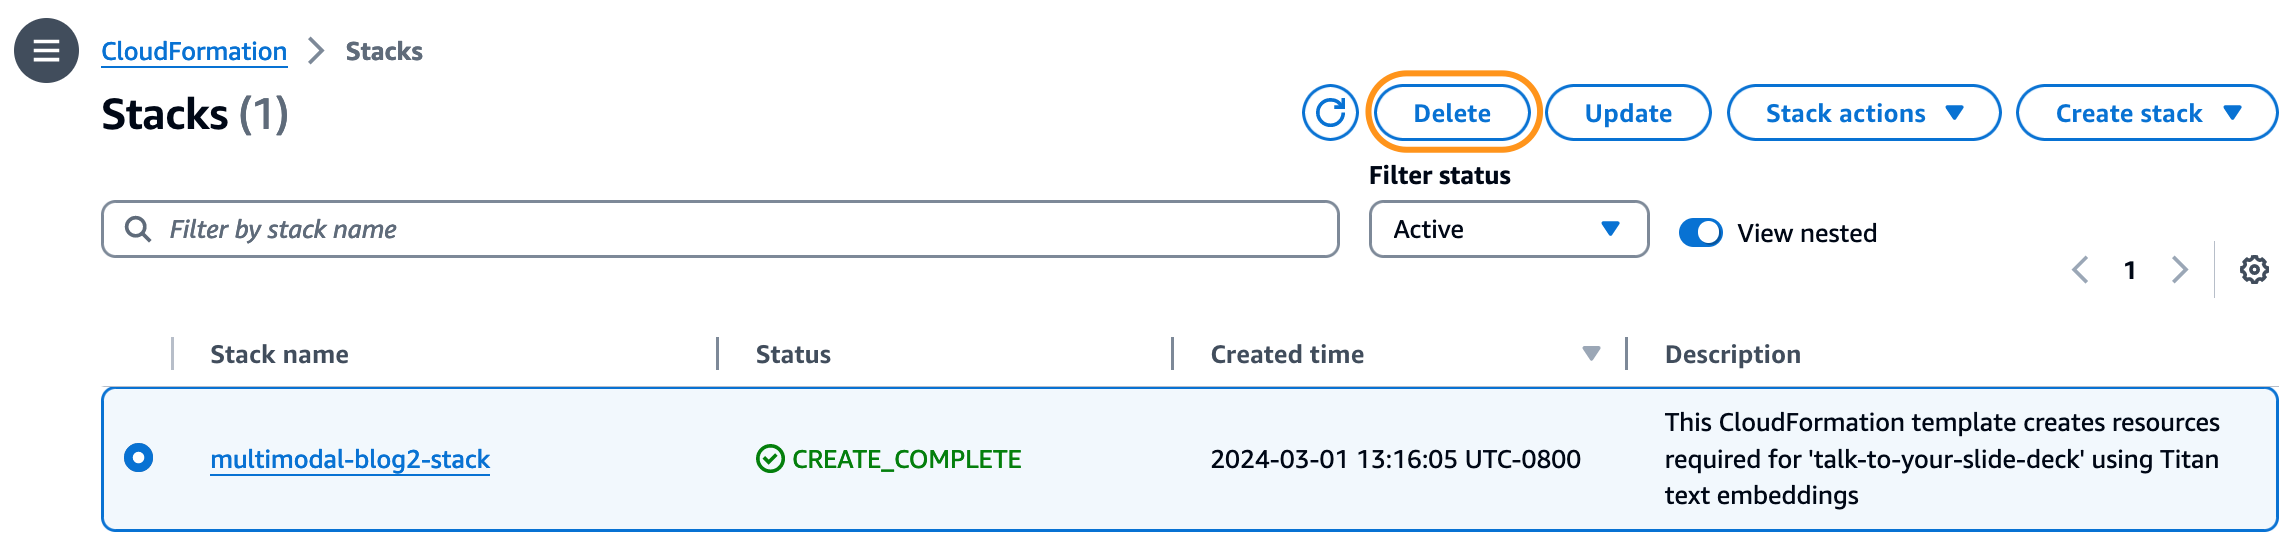 CloudFormation > Stacks
Stacks (1)
Delete
Update
Stack actions
Create stack
Filter by stack name
Filter status
Active
View nested
1
Stack name
Status
Created time
Description
multimodal-blog2-stack
CREATE_COMPLETE
2024-03-01 13:16:05 UTC-0800
This CloudFormation template creates resources
required for 'talk-to-your-slide-deck' using Titan
text embeddings